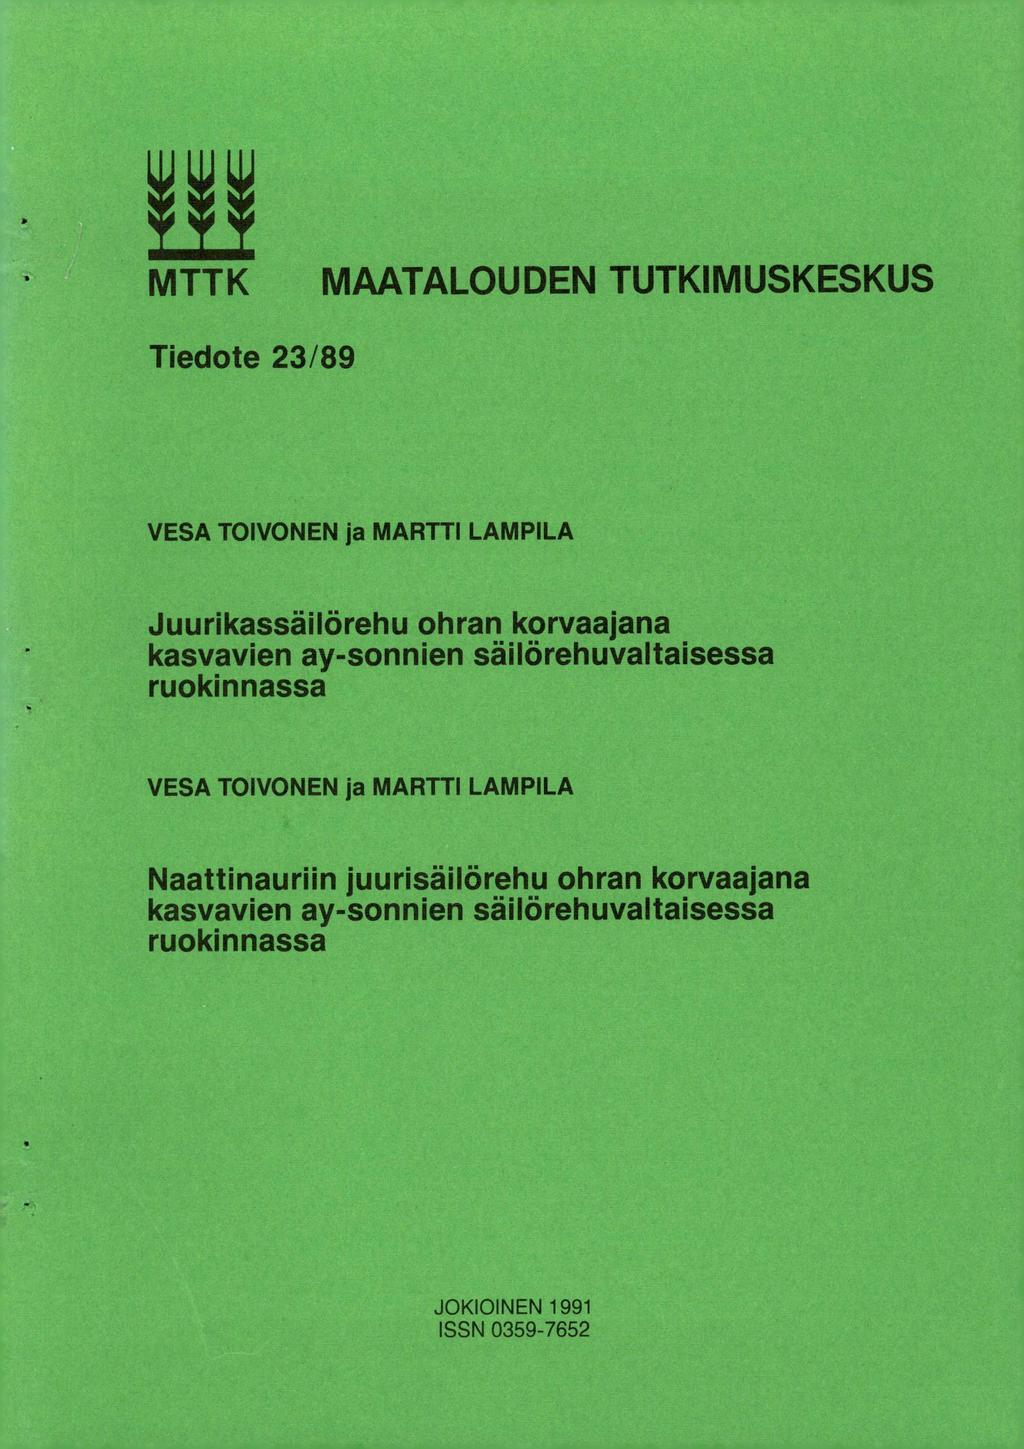 MTTK MAATALOUDEN TUTKIMUSKESKUS
Tiedote 23/89
VESA TOIVONEN ja MARTTI LAMPILA
Juurikassäilörehu ohran korvaajana
kasvavien ay-sonnien säilörehuvaltaisessa
ruokinnassa
VESA TOIVONEN ja MARTTI LAMPILA
Naattinauriin juurisäilörehu ohran korvaajana
kasvavien ay-sonnien säilörehuvaltaisessa
ruokinnassa
JOKIOINEN 1991
ISSN 0359-7652